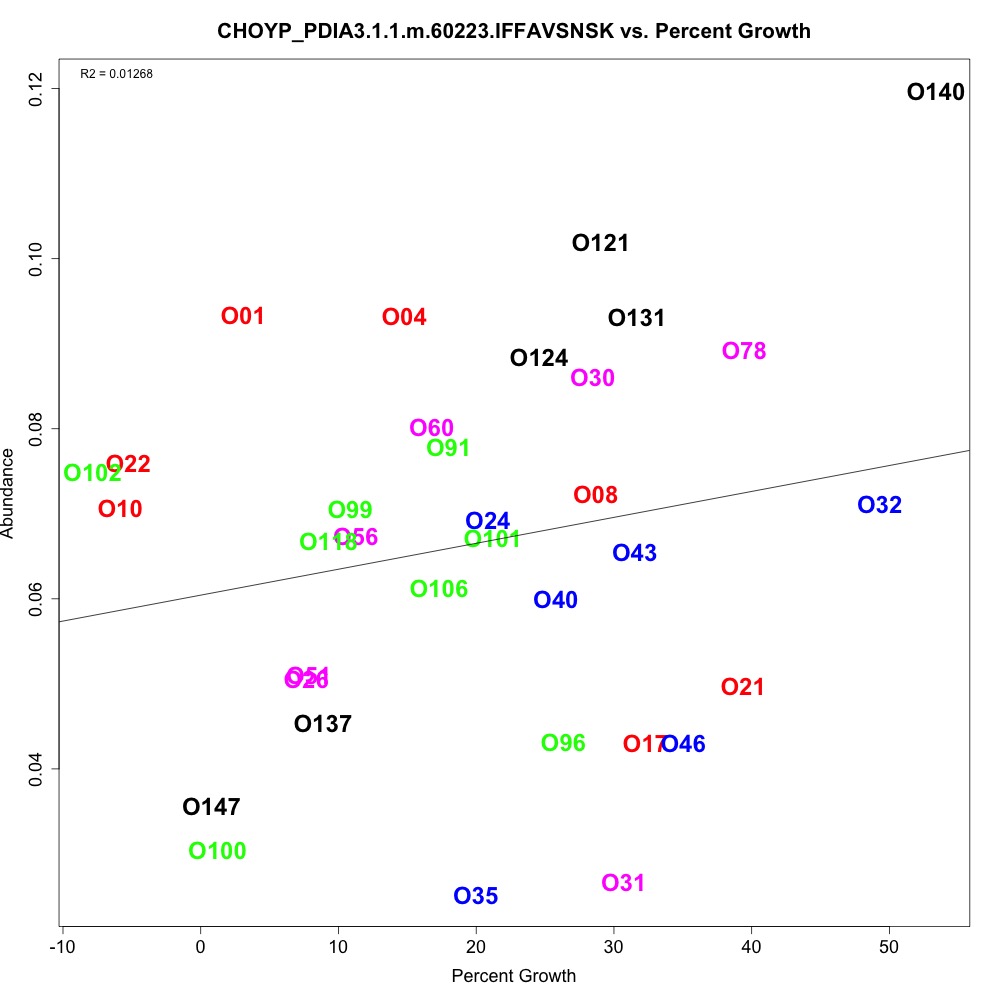 CHOYP_PDIA3.1.1.m.60223.IFFAVSNSK vs. Percent Growth
R2 = 0.01268
0.12
O140
O121
0.10
O01
O04
O131
O124
O78
O30
0.08
O60
O91
O22
O102
O10
O08
O99
O24
O32
Abundance
O56
O118
O101
O43
O106
0.06
O40
O51
O26
O21
O137
O96
O17
O46
0.04
O147
O100
O31
O35
-10 0 10 20 30 40 50
Percent Growth